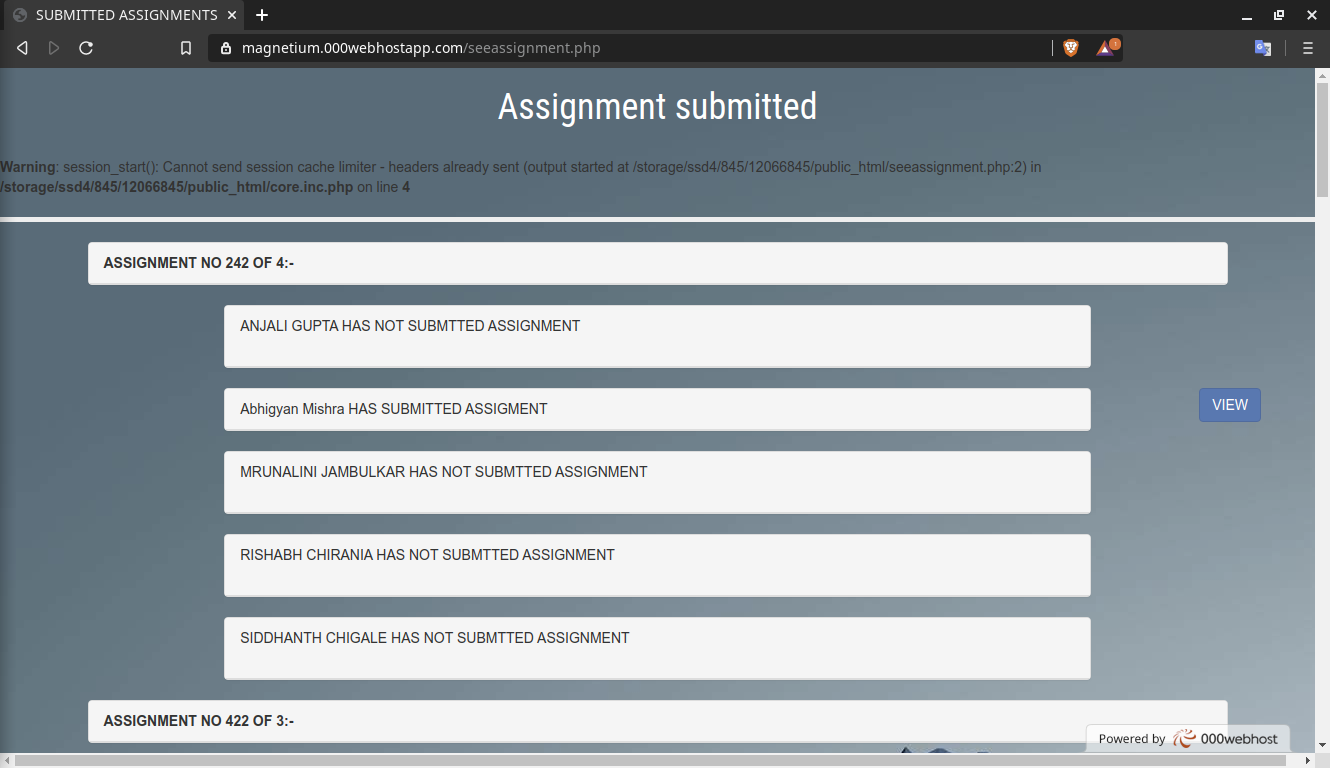 SUBMITTED ASSIGNMENTS
magnetium.000webhostapp.com/seeassignment.php
1
Assignment submitted
Warning: session_start(): Cannot send session cache limiter - headers already sent (output started at /storage/ssd4/845/12066845/public_html/seeassignment.php:2) in
/storage/ssd4/845/12066845/public_html/core.inc.php on line 4
ASSIGNMENT NO 242 OF 4:-
ANJALI GUPTA HAS NOT SUBMTTED ASSIGNMENT
Abhigyan Mishra HAS SUBMITTED ASSIGMENT
VIEW
MRUNALINI JAMBULKAR HAS NOT SUBMTTED ASSIGNMENT
RISHABH CHIRANIA HAS NOT SUBMTTED ASSIGNMENT
SIDDHANTH CHIGALE HAS NOT SUBMTTED ASSIGNMENT
ASSIGNMENT NO 422 OF 3:-
Powered by 000webhost